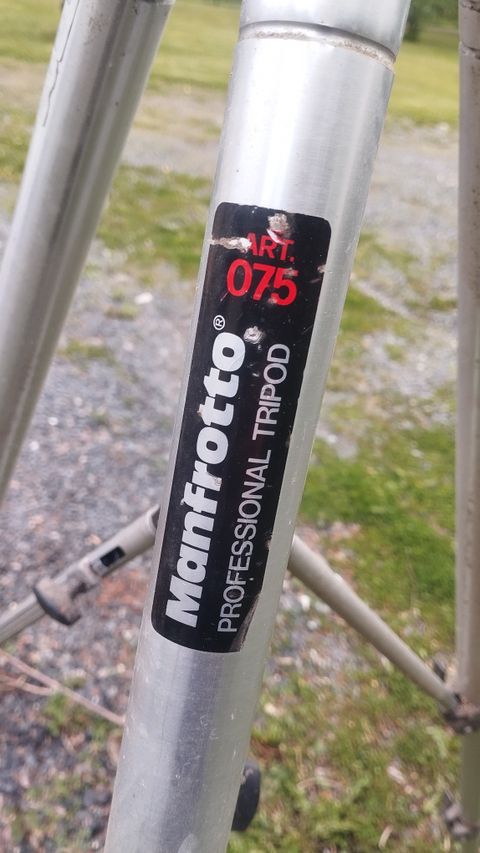 ART.
075
Manfrotto®
PROFESSIONAL TRIPOD